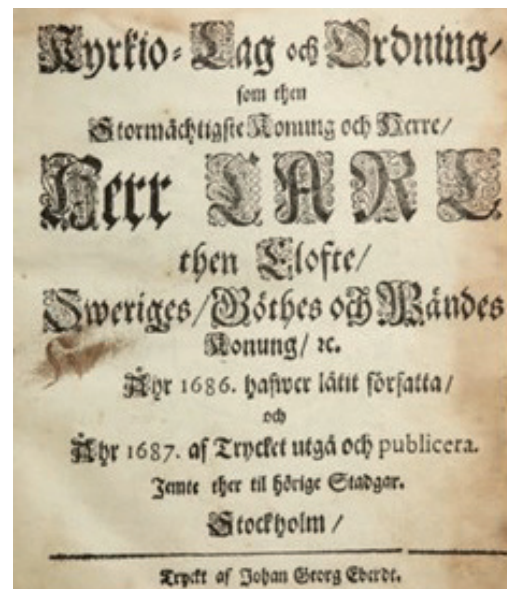 Kyrkio-Lag och Ordning/
som then
Stormächtigste Konung och Herre/
Herr CARL
then Elofte/
Sweriges/Göthes och Wändes
Konung/ ꝛc.
Åhr 1686. hafwer låtit författa/
och
Åhr 1687. af Trycket utgå och publicera.
Jemte ther til hörige Stadgar.
Stockholm/
Tryckt af Johan Georg Eberdt.